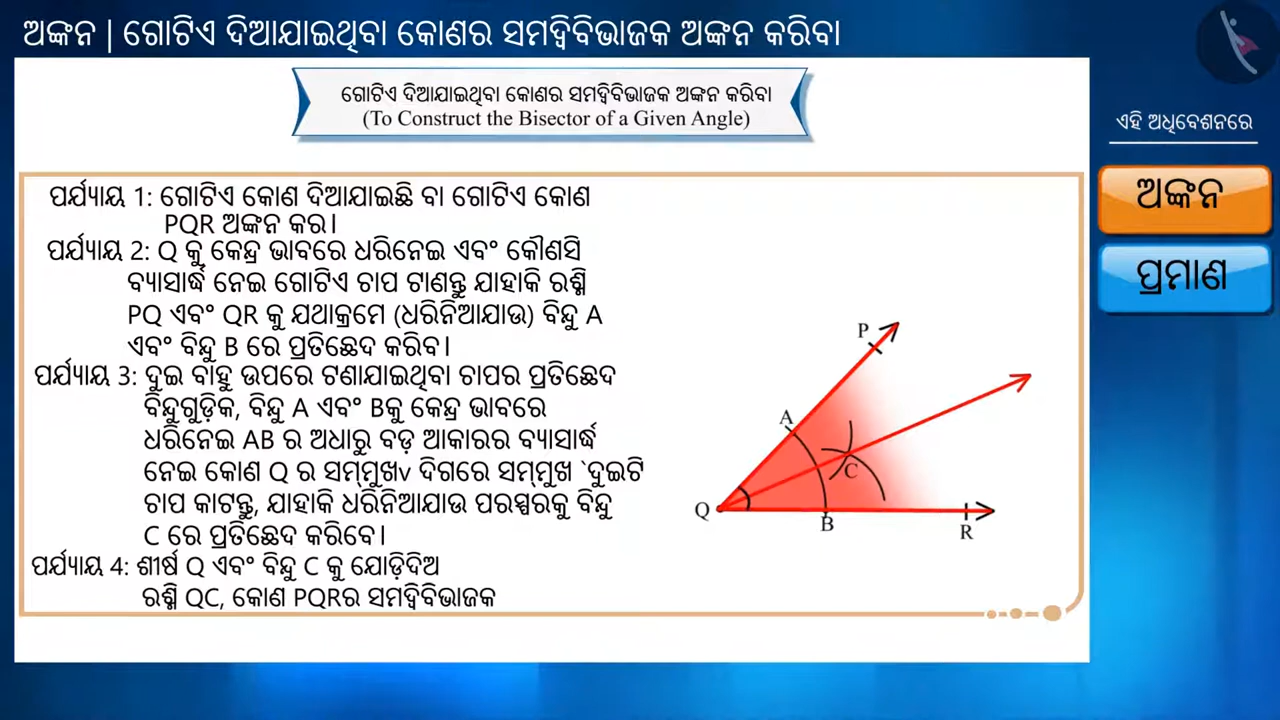 ଅଙ୍କନ | ଗୋଟିଏ ଦିଆଯାଇଥିବା କୋଣର ସମଦ୍ୱିବିଭାଜକ ଅଙ୍କନ କରିବା
ଗୋଟିଏ ଦିଆଯାଇଥିବା କୋଣର ସମଦ୍ୱିବିଭାଜକ ଅଙ୍କନ କରିବା
(To Construct the Bisector of a Given Angle)
ଏହି ଅଧିବେଶନରେ
ଅଙ୍କନ
ପ୍ରମାଣ
ପର୍ଯ୍ୟାୟ 1: ଗୋଟିଏ କୋଣ ଦିଆଯାଇଛି ବା ଗୋଟିଏ କୋଣ
PQR ଅଙ୍କନ କର।
ପର୍ଯ୍ୟାୟ 2: Q କୁ କେନ୍ଦ୍ର ଭାବରେ ଧରିନେଇ ଏବଂ କୌଣସି
ବ୍ୟାସାର୍ଦ୍ଧ ନେଇ ଗୋଟିଏ ଚାପ ଟାଣନ୍ତୁ ଯାହାକି ରଶ୍ମି
PQ ଏବଂ QR କୁ ଯଥାକ୍ରମେ (ଧରିନିଆଯାଉ) ବିନ୍ଦୁ A
ଏବଂ ବିନ୍ଦୁ B ରେ ପ୍ରତିଛେଦ କରିବ।
ପର୍ଯ୍ୟାୟ 3: ଦୁଇ ବାହୁ ଉପରେ ଟଣାଯାଇଥିବା ଚାପର ପ୍ରତିଛେଦ
ବିନ୍ଦୁଗୁଡ଼ିକ, ବିନ୍ଦୁ A ଏବଂ Bକୁ କେନ୍ଦ୍ର ଭାବରେ
ଧରିନେଇ AB ର ଅଧାରୁ ବଡ଼ ଆକାରର ବ୍ୟାସାର୍ଦ୍ଧ
ନେଇ କୋଣ Q ର ସମ୍‌ମୁଖv ଦିଗରେ ସମ୍‌ମୁଖ `ଦୁଇଟି
ଚାପ କାଟନ୍ତୁ, ଯାହାକି ଧରିନିଆଯାଉ ପରସ୍ପରକୁ ବିନ୍ଦୁ
C ରେ ପ୍ରତିଛେଦ କରିବେ।
ପର୍ଯ୍ୟାୟ 4: ଶୀର୍ଷ Q ଏବଂ ବିନ୍ଦୁ C କୁ ଯୋଡ଼ିଦିଅ
ରଶ୍ମି QC, କୋଣ PQRର ସମଦ୍ୱିବିଭାଜକ
P
A
C
Q
B
R